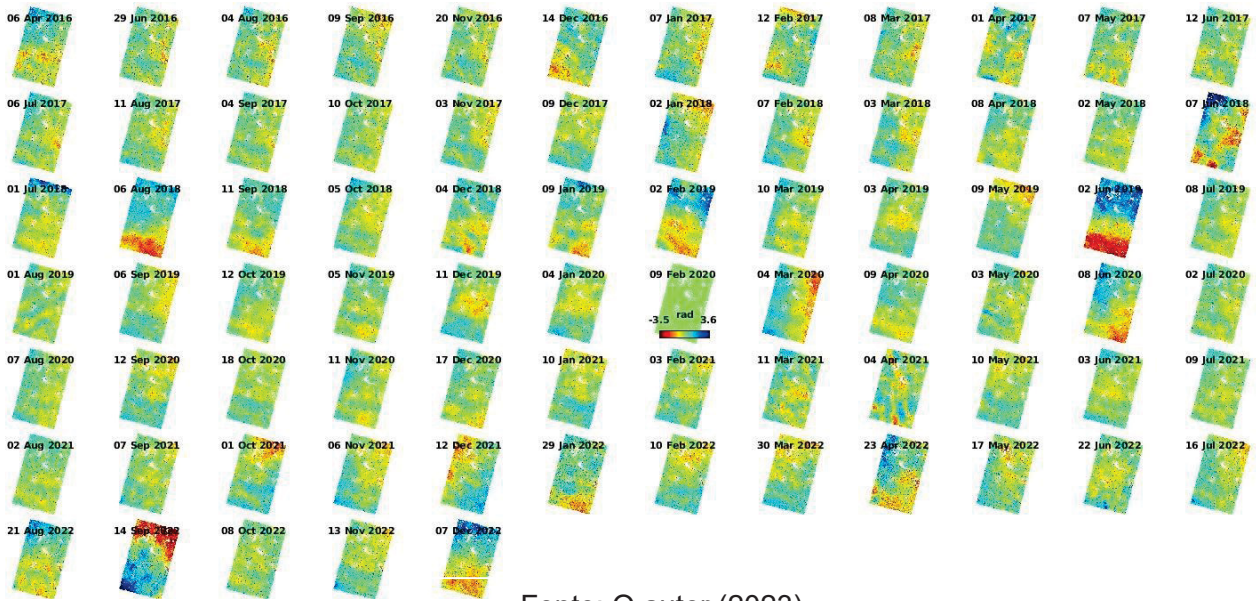 06 Apr 2016 29 Jun 2016 04 Aug 2016 09 Sep 2016 20 Nov 2016 14 Dec 2016 07 Jan 2017 12 Feb 2017 08 Mar 2017 01 Apr 2017 07 May 2017 12 Jun 2017
06 Jul 2017 11 Aug 2017 04 Sep 2017 10 Oct 2017 03 Nov 2017 09 Dec 2017 02 Jan 2018 07 Feb 2018 03 Mar 2018 08 Apr 2018 02 May 2018 07 Jun 2018
01 Jul 2018 06 Aug 2018 11 Sep 2018 05 Oct 2018 04 Dec 2018 09 Jan 2019 02 Feb 2019 10 Mar 2019 03 Apr 2019 09 May 2019 02 Jun 2019 08 Jul 2019
01 Aug 2019 06 Sep 2019 12 Oct 2019 05 Nov 2019 11 Dec 2019 04 Jan 2020 09 Feb 2020 04 Mar 2020 09 Apr 2020 03 May 2020 08 Jun 2020 02 Jul 2020
rad
-3.5 3.6
07 Aug 2020 12 Sep 2020 18 Oct 2020 11 Nov 2020 17 Dec 2020 10 Jan 2021 03 Feb 2021 11 Mar 2021 04 Apr 2021 10 May 2021 03 Jun 2021 09 Jul 2021
02 Aug 2021 07 Sep 2021 01 Oct 2021 06 Nov 2021 12 Dec 2021 29 Jan 2022 10 Feb 2022 30 Mar 2022 23 Apr 2022 17 May 2022 22 Jun 2022 16 Jul 2022
21 Aug 2022 14 Sep 2022 08 Oct 2022 13 Nov 2022 07 Dec 2022